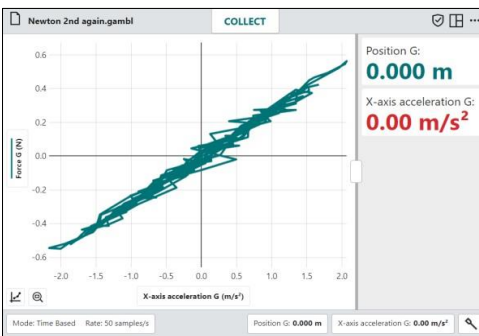 Newton 2nd again.gambl
COLLECT
Position G:
0.000 m
X-axis acceleration G:
0.00 m/s²
Force G (N)
0.6
0.4
0.2
0.0
-0.2
-0.4
-0.6
-2.0 -1.5 -1.0 -0.5 0.0 0.5 1.0 1.5 2.0
X-axis acceleration G (m/s²)
Mode: Time Based Rate: 50 samples/s
Position G: 0.000 m
X-axis acceleration G: 0.00 m/s²